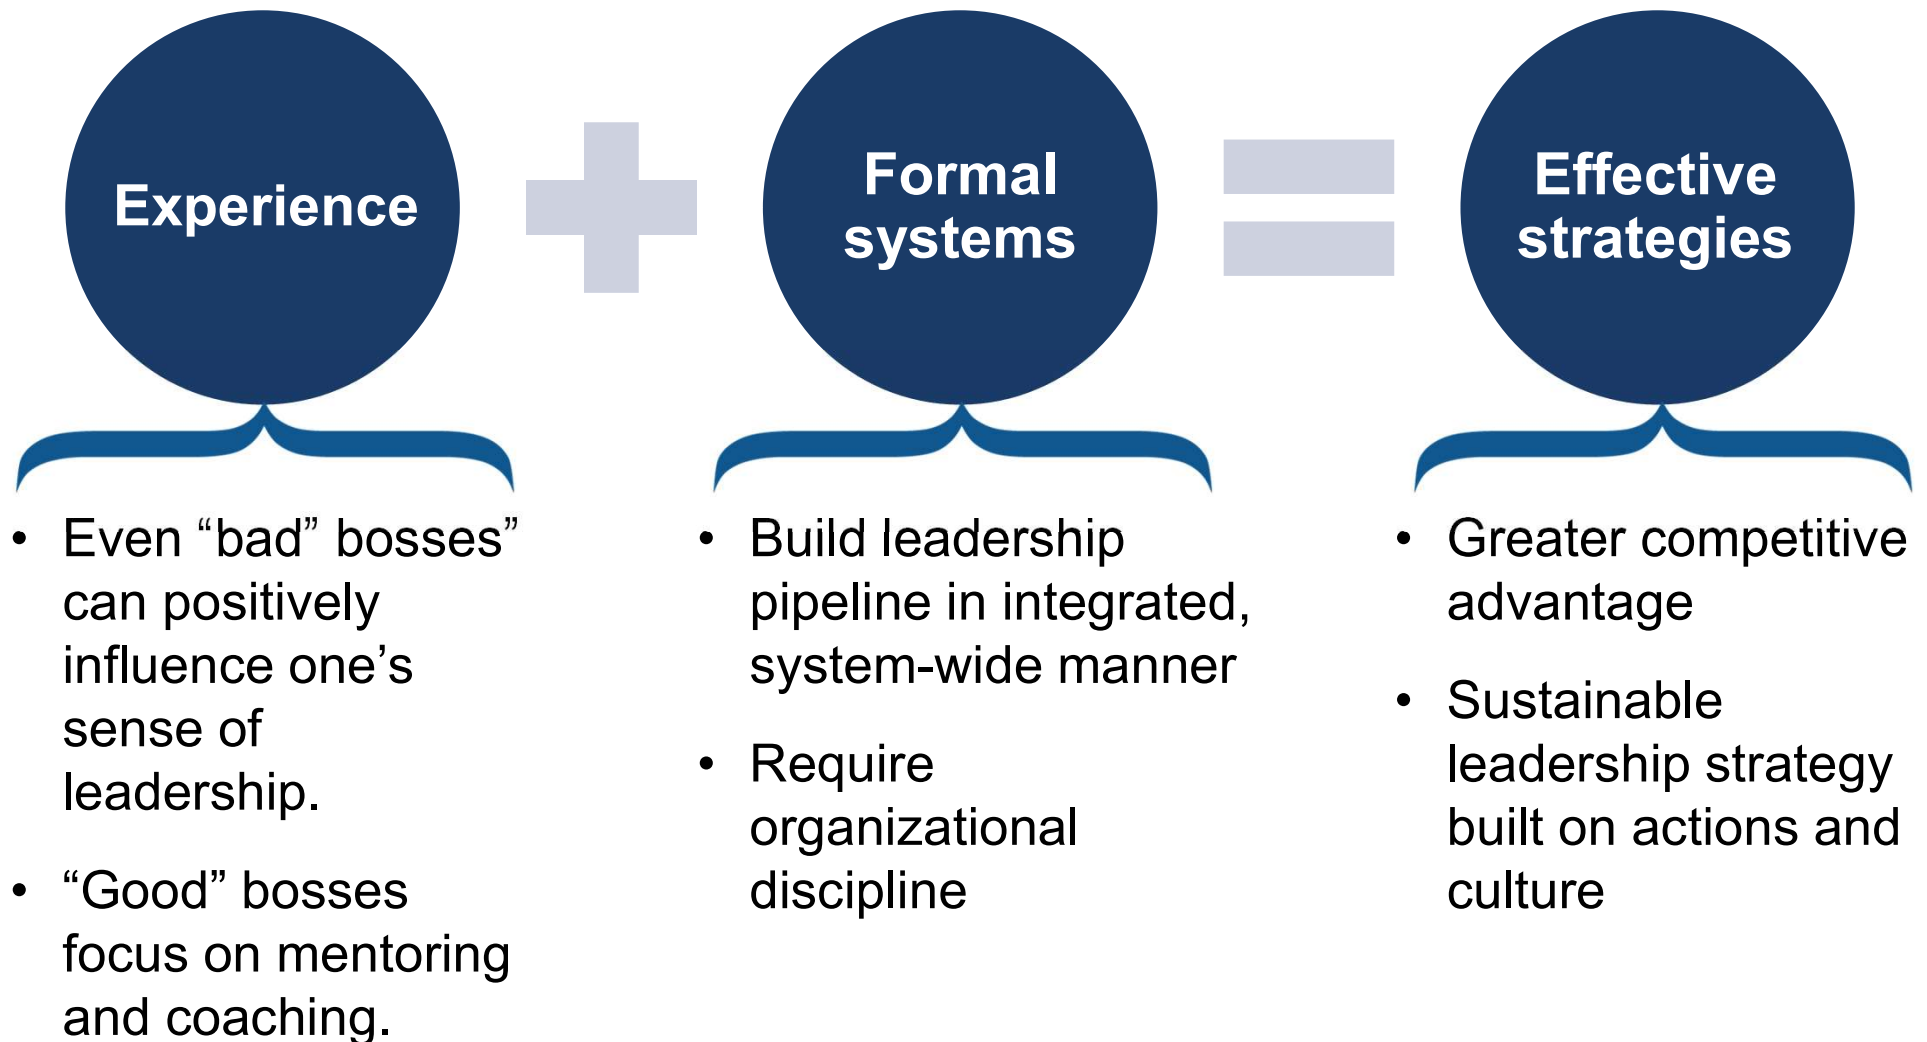 Experience
Formal
systems
Effective
strategies
• Even “bad” bosses”
can positively
influence one’s
sense of
leadership.
• “Good” bosses
focus on mentoring
and coaching.
• Build leadership
pipeline in integrated,
system-wide manner
• Require
organizational
discipline
• Greater competitive
advantage
• Sustainable
leadership strategy
built on actions and
culture